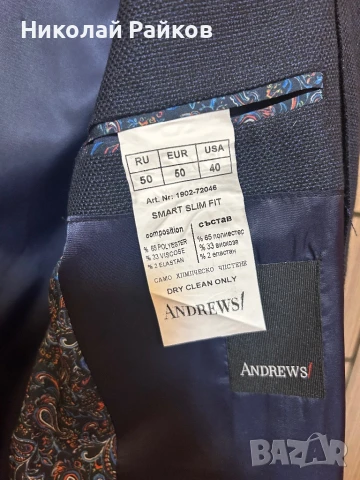 Николай Райков
RU EUR USA
50 50 40
Art. Nr: 1902-72046
SMART SLIM FIT
composition
% 65 POLYESTER
% 33 VISCOSE
% 2 ELASTAN
състав
% 65 полиестер
% 33 вискоза
% 2 еластан
САМО ХИМИЧЕСКО ЧИСТЕНЕ
DRY CLEAN ONLY
ANDREWS/
ANDREWS/
BAZAR